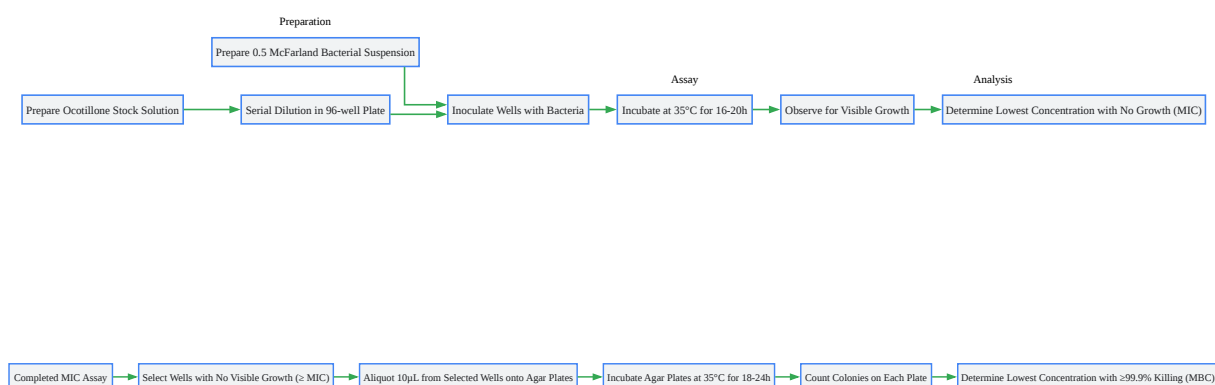 Preparation
Prepare 0.5 McFarland Bacterial Suspension
Assay
Analysis
Prepare Ocotillone Stock Solution
Serial Dilution in 96-well Plate
Inoculate Wells with Bacteria
Incubate at 35°C for 16-20h
Observe for Visible Growth
Determine Lowest Concentration with No Growth (MIC)
Completed MIC Assay
Select Wells with No Visible Growth (≥ MIC)
Aliquot 10µL from Selected Wells onto Agar Plates
Incubate Agar Plates at 35°C for 18-24h
Count Colonies on Each Plate
Determine Lowest Concentration with ≥99.9% Killing (MBC)